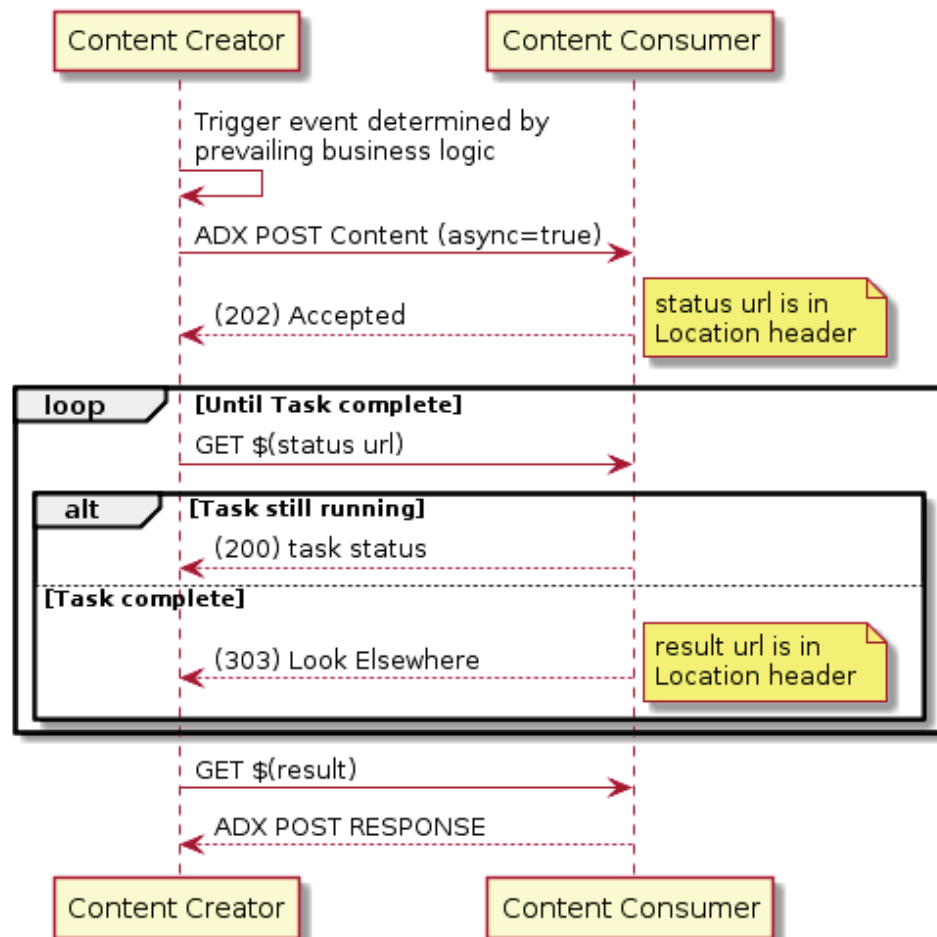 Content Creator
Content Consumer
Trigger event determined by
prevailing business logic
ADX POST Content (async=true)
(202) Accepted
status url is in
Location header
loop
[Until Task complete]
GET $(status url)
alt
[Task still running]
(200) task status
[Task complete]
(303) Look Elsewhere
result url is in
Location header
GET $(result)
ADX POST RESPONSE
Content Creator
Content Consumer